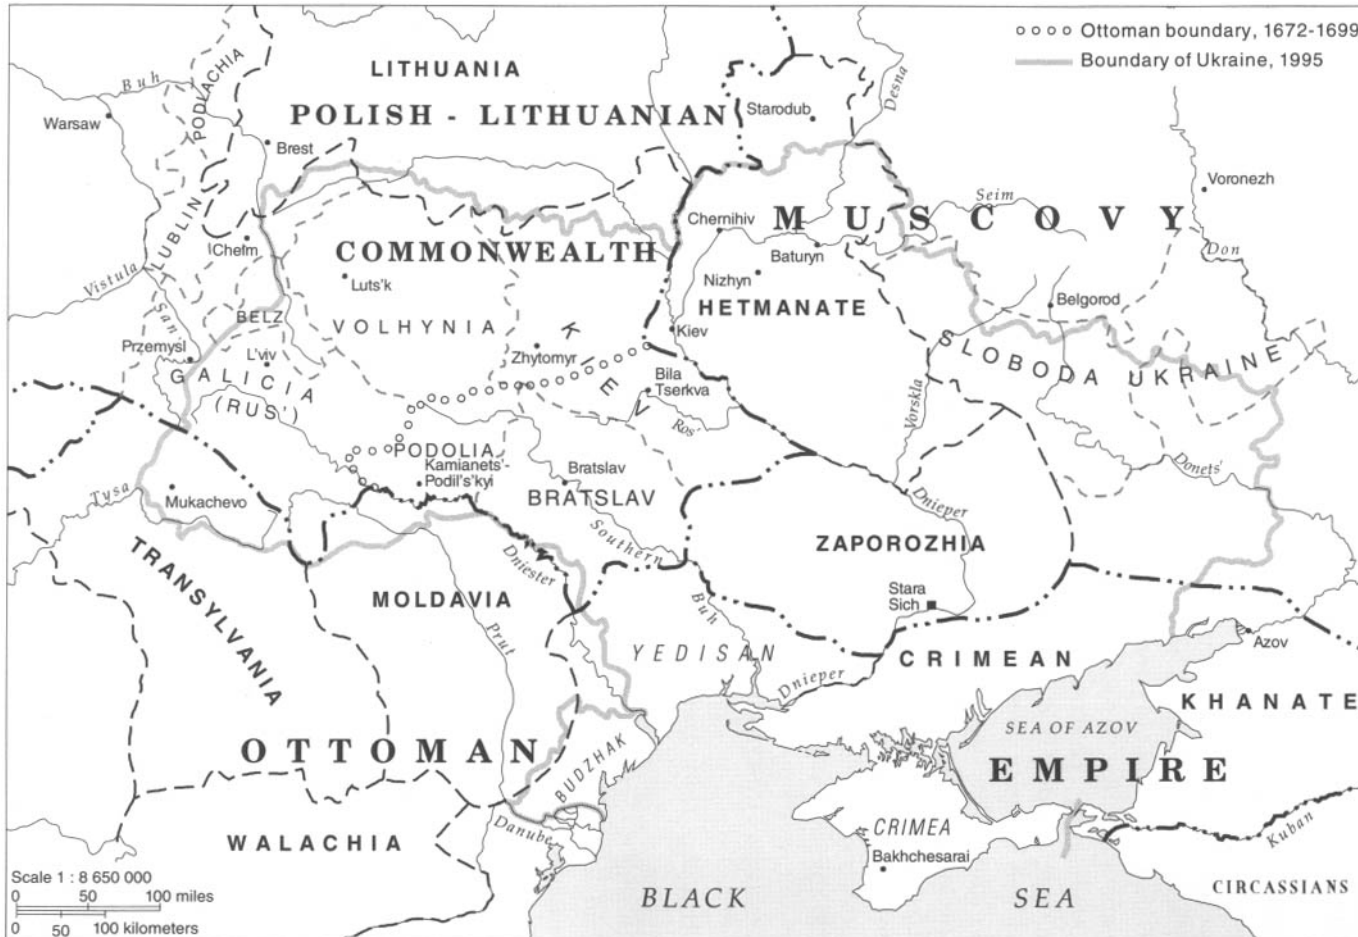 Ottoman boundary, 1672-1699
Boundary of Ukraine, 1995
LITHUANIA
POLISH - LITHUANIAN
COMMONWEALTH
Buh
PODLACHIA
Warsaw
Brest
Starodub
Desna
Voronezh
Seim
MUSCOVY
Don
Chernihiv
Baturyn
Nizhyn
HETMANATE
Belgorod
LUBLIN
Chełm
Vistula
San
Luts'k
BELZ
VOLHYNIA
KIEV
Kiev
Zhytomyr
Przemyśl
L'viv
GALICIA
(RUS')
Bila
Tserkva
Ros'
SLOBODA UKRAINE
Vorskla
Donets'
PODOLIA
Kamianets'-
Podil's'kyi
Bratslav
BRATSLAV
Southern
Buh
Dnieper
Tysa
Mukachevo
TRANSYLVANIA
Dniester
MOLDAVIA
Prut
ZAPOROZHIA
Stara
Sich
YEDISAN
Dnieper
CRIMEAN
KHANATE
Azov
SEA OF AZOV
OTTOMAN
EMPIRE
BUDZHAK
WALACHIA
Danube
CRIMEA
Bakhchesarai
Kuban
CIRCASSIANS
BLACK
SEA
Scale 1 : 8 650 000
0 50 100 miles
0 50 100 kilometers